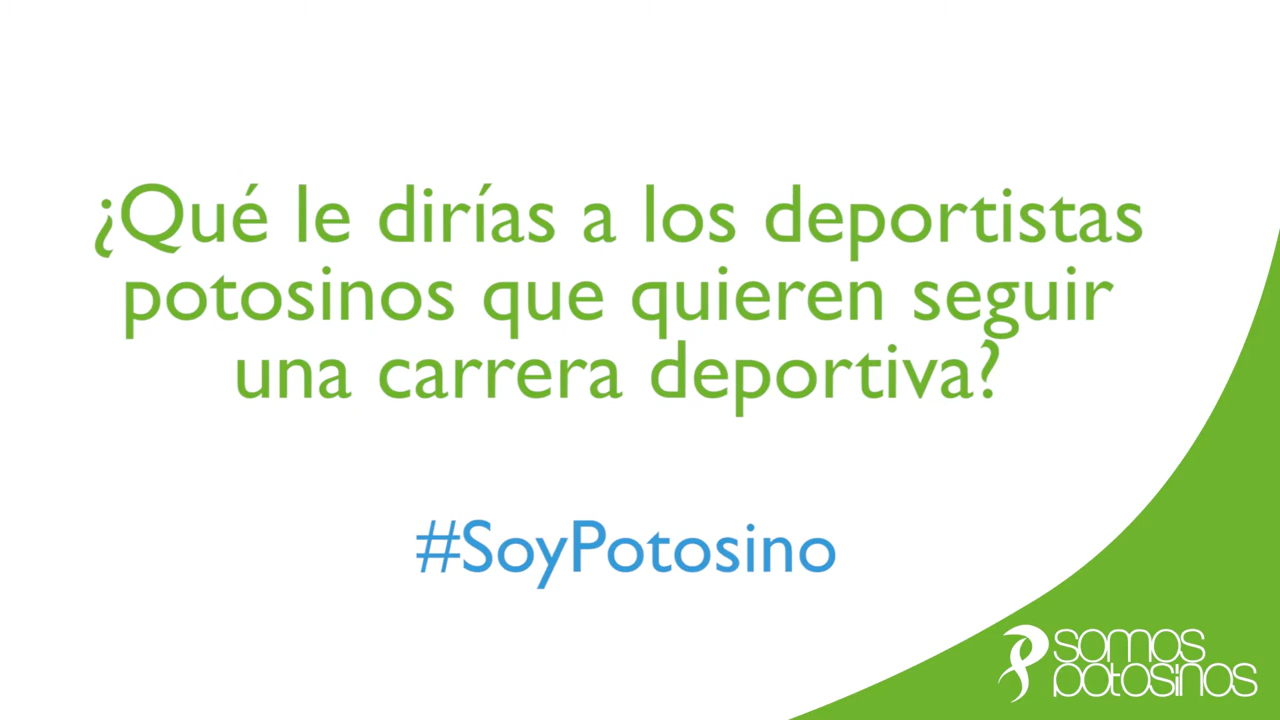 ¿Qué le dirías a los deportistas
potosinos que quieren seguir
una carrera deportiva?
#SoyPotosino
somos
potosinos